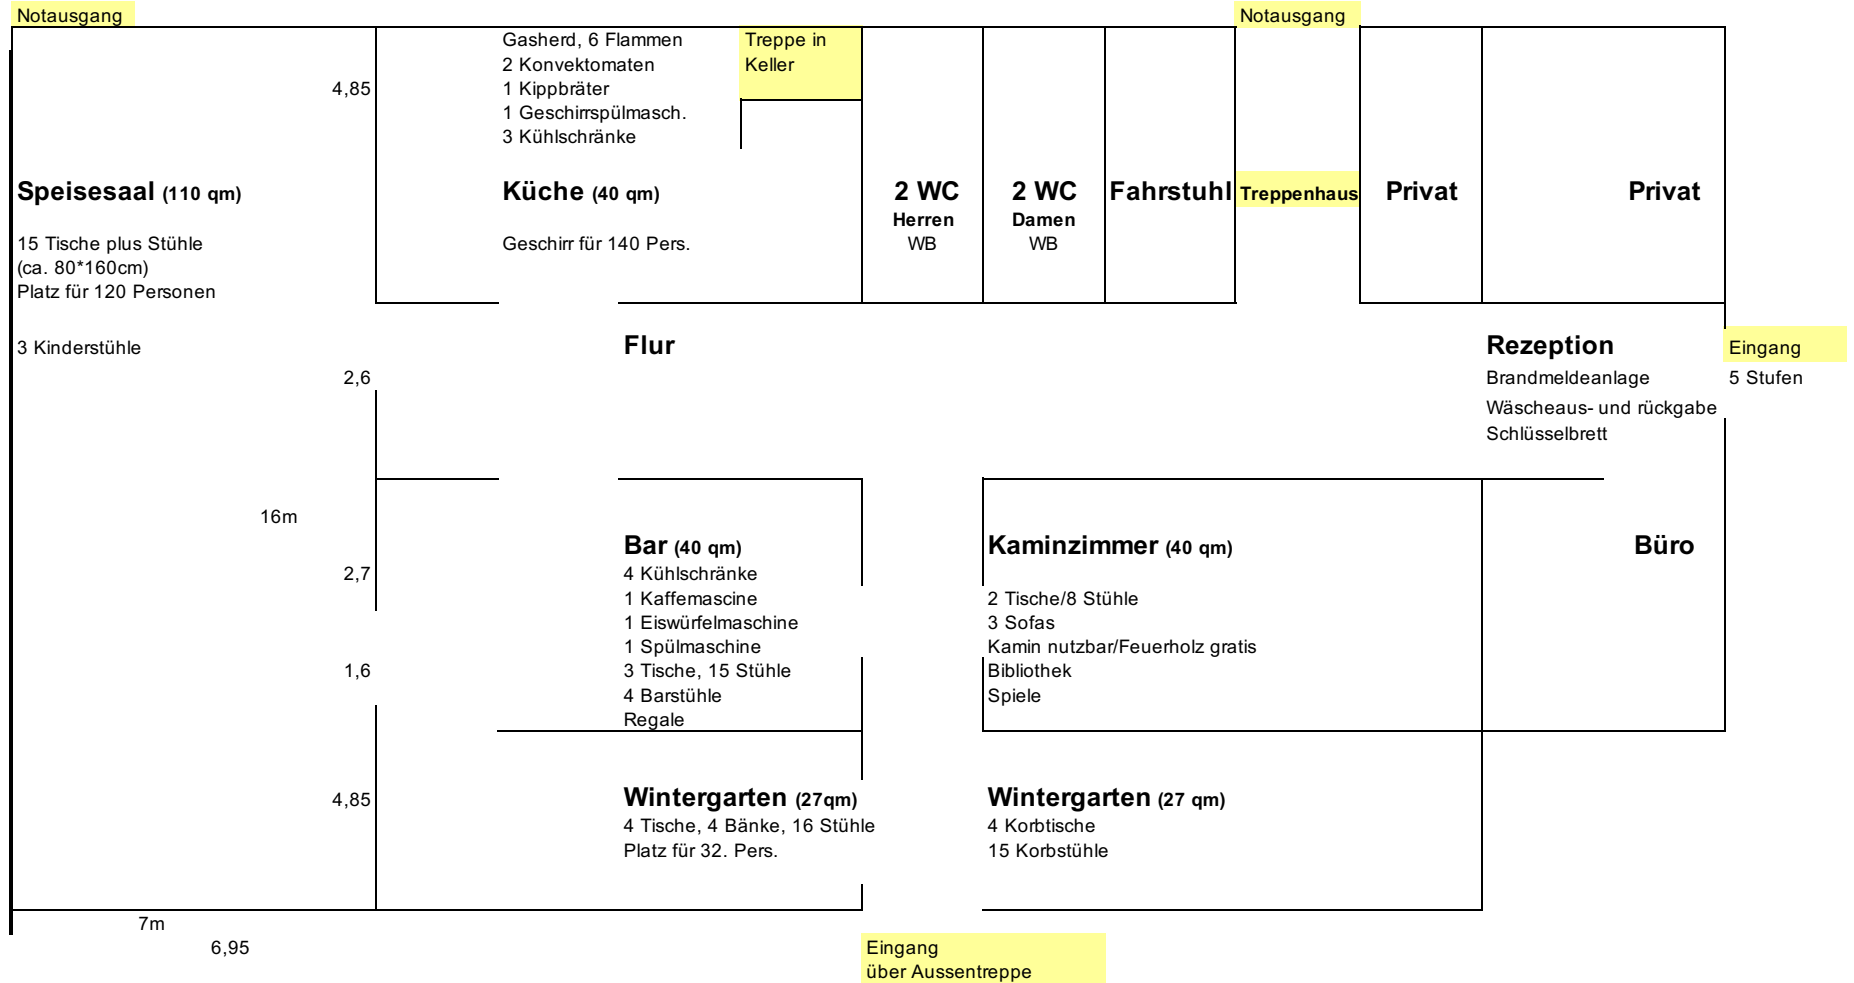 Notausgang
Notausgang
Gasherd, 6 Flammen
2 Konvektomaten
1 Kippbräter
1 Geschirrspülmasch.
3 Kühlschränke
Treppe in
Keller
4,85
Speisesaal (110 qm)
15 Tische plus Stühle
(ca. 80*160cm)
Platz für 120 Personen
3 Kinderstühle
Küche (40 qm)
Geschirr für 140 Pers.
2 WC
Herren
WB
2 WC
Damen
WB
Fahrstuhl
Treppenhaus
Privat
Privat
Flur
Rezeption
Brandmeldeanlage
Wäscheaus- und rückgabe
Schlüsselbrett
Eingang
5 Stufen
2,6
16m
2,7
1,6
4,85
Bar (40 qm)
4 Kühlschränke
1 Kaffemascine
1 Eiswürfelmaschine
1 Spülmaschine
3 Tische, 15 Stühle
4 Barstühle
Regale
Kaminzimmer (40 qm)
2 Tische/8 Stühle
3 Sofas
Kamin nutzbar/Feuerholz gratis
Bibliothek
Spiele
Büro
Wintergarten (27qm)
4 Tische, 4 Bänke, 16 Stühle
Platz für 32. Pers.
Wintergarten (27 qm)
4 Korbtische
15 Korbstühle
7m
6,95
Eingang
über Aussentreppe